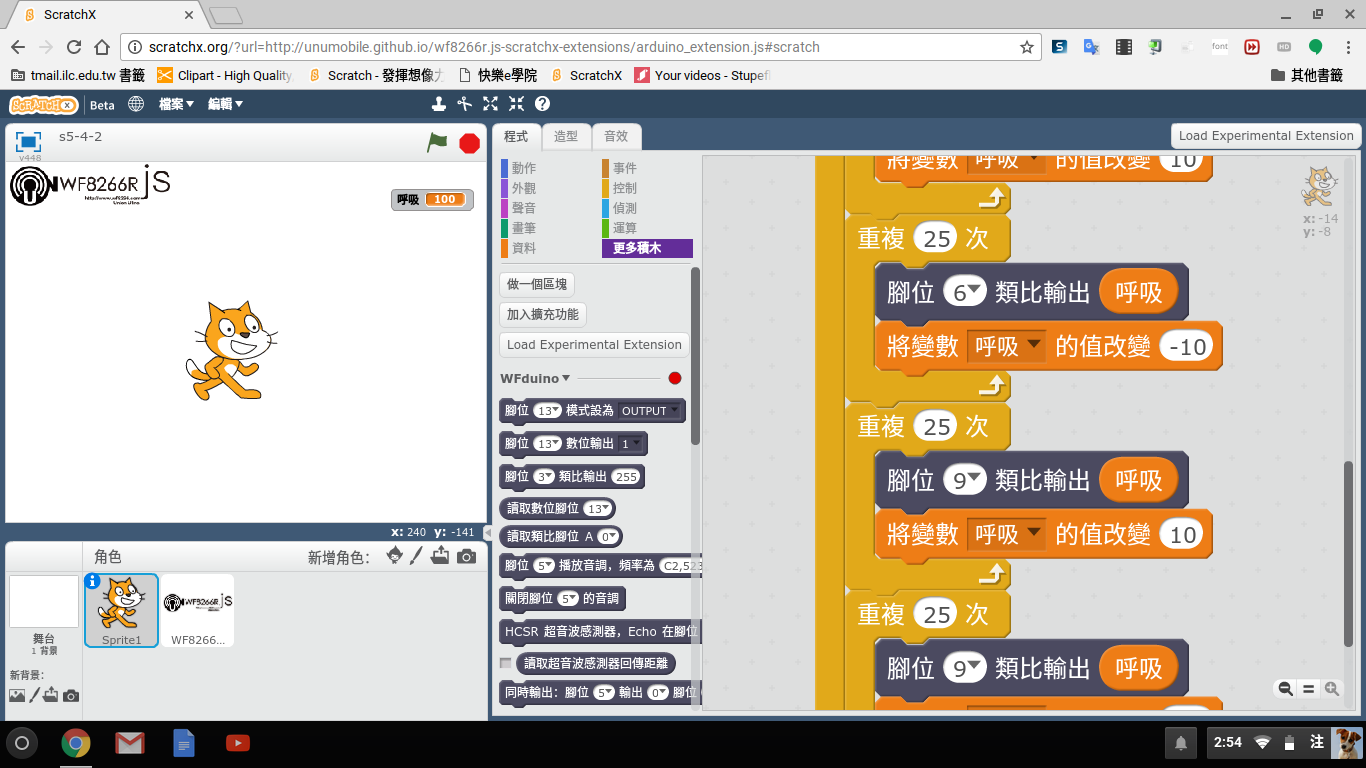 ScratchX
scratchx.org/?url=http://unumobile.github.io/wf8266r.js-scratchx-extensions/arduino_extension.js#scratch
tmail.ilc.edu.tw 書籤 Clipart - High Quality Scratch - 發揮想像力 快樂e學院 ScratchX Your videos - Stupefl 其他書籤
SCRATCH X Beta 檔案 編輯
s5-4-2
v448
WF8266R JS
呼吸 100
X: 240 y: -141
角色 新增角色:
舞台
1 背景
新背景:
Sprite1
WF8266...
程式 造型 音效
Load Experimental Extension
動作 事件
外觀 控制
聲音 偵測
畫筆 運算
資料 更多積木
做一個區塊
加入擴充功能
Load Experimental Extension
WFduino
腳位 13 模式設為 OUTPUT
腳位 13 數位輸出 1
腳位 3 類比輸出 255
讀取數位腳位 13
讀取類比腳位 A 0
腳位 5 播放音調，頻率為 C2,523
關閉腳位 5 的音調
HCSR 超音波感測器，Echo 在腳位
讀取超音波感測器回傳距離
同時輸出: 腳位 5 輸出 0 腳位
將變數 呼吸 的值改變 10
重複 25 次
腳位 6 類比輸出 呼吸
將變數 呼吸 的值改變 -10
重複 25 次
腳位 9 類比輸出 呼吸
將變數 呼吸 的值改變 10
重複 25 次
腳位 9 類比輸出 呼吸
x: -14
y: -8
2:54 注